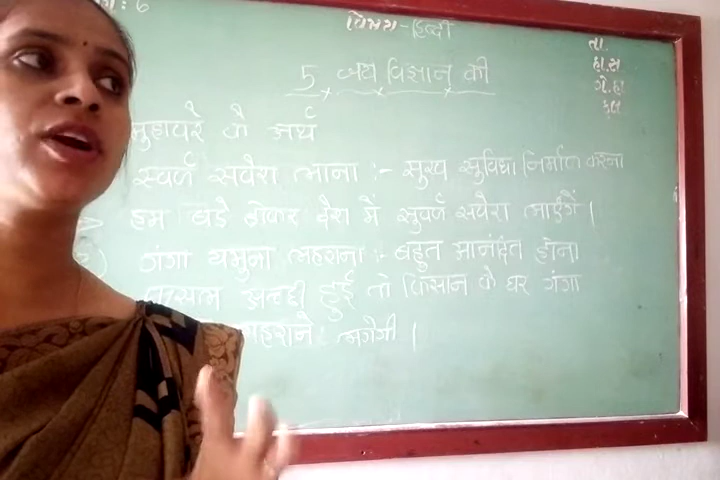 : 6
विषय - हिन्दी
ता.
हा.स
गै.हा
कुल
5 जय विज्ञान की
मुहावरे के अर्थ
स्वर्ण सवेरा लाना :- सुख सुविधा निर्माण करना
> हम बडे होकर देश में सुवर्ण सवेरा लाएंगे।
) गंगा यमुना लहराना :- बहुत आनंदित होना
फसल अच्छी हुई तो किसान के घर गंगा
लहराने लगेगी।